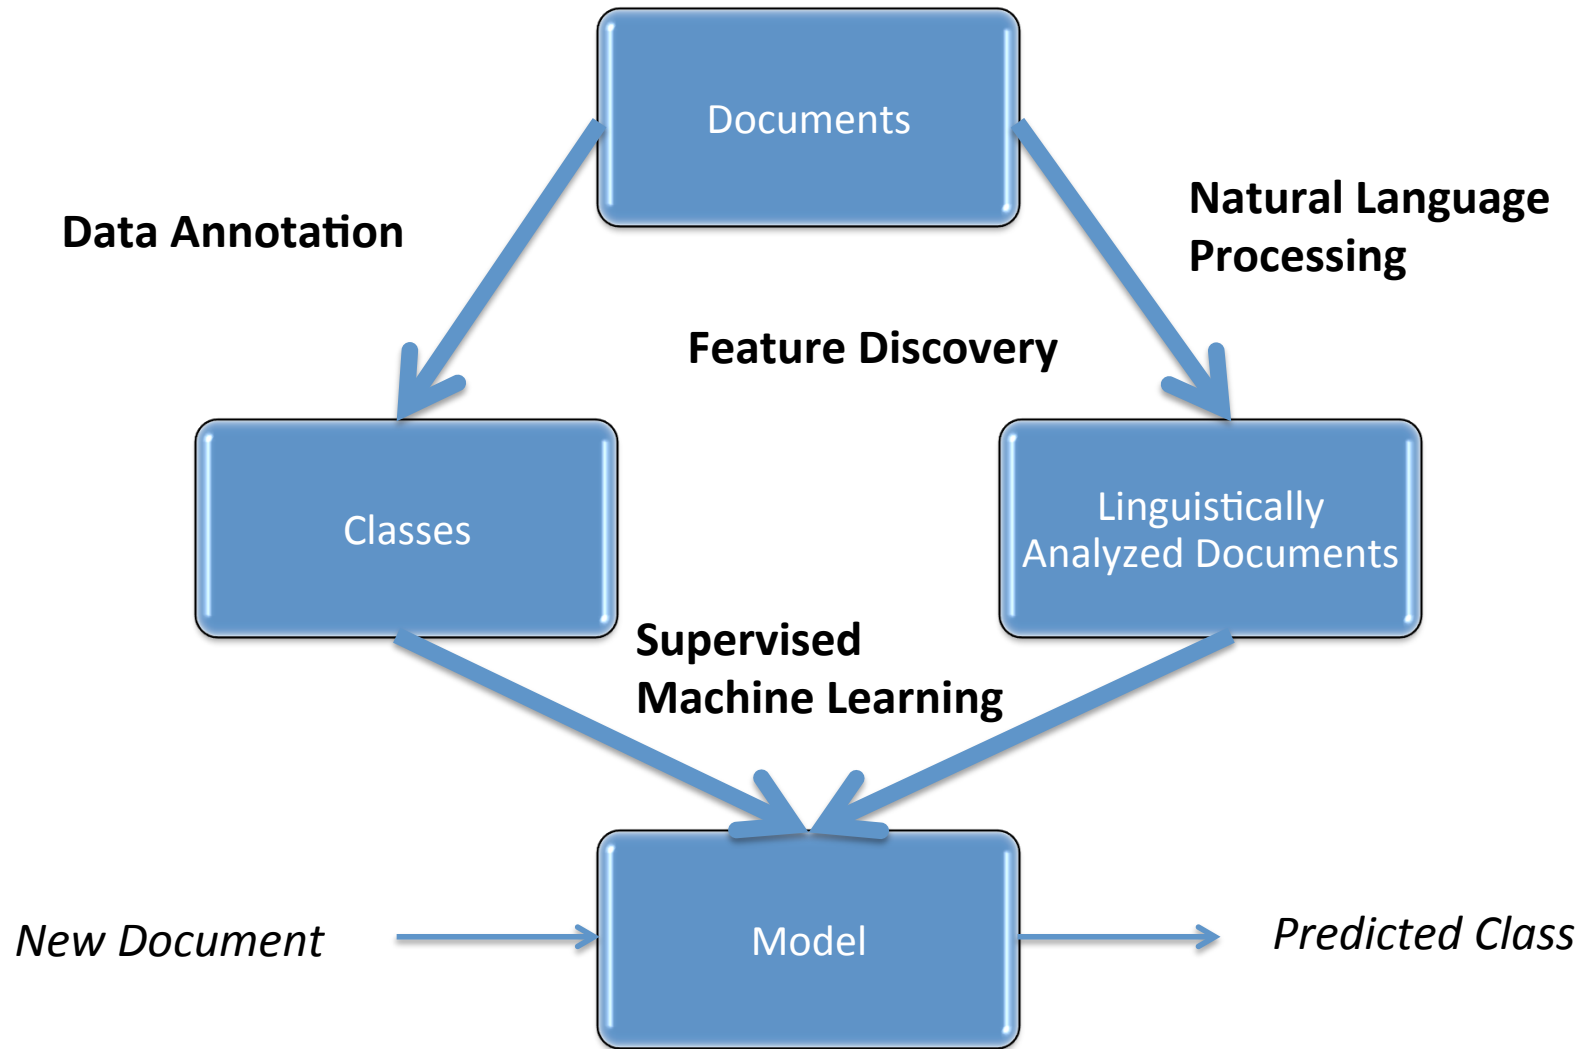 Documents
Data Annotation
Natural Language
Processing
Feature Discovery
Classes
Linguistically
Analyzed Documents
Supervised
Machine Learning
New Document
Model
Predicted Class